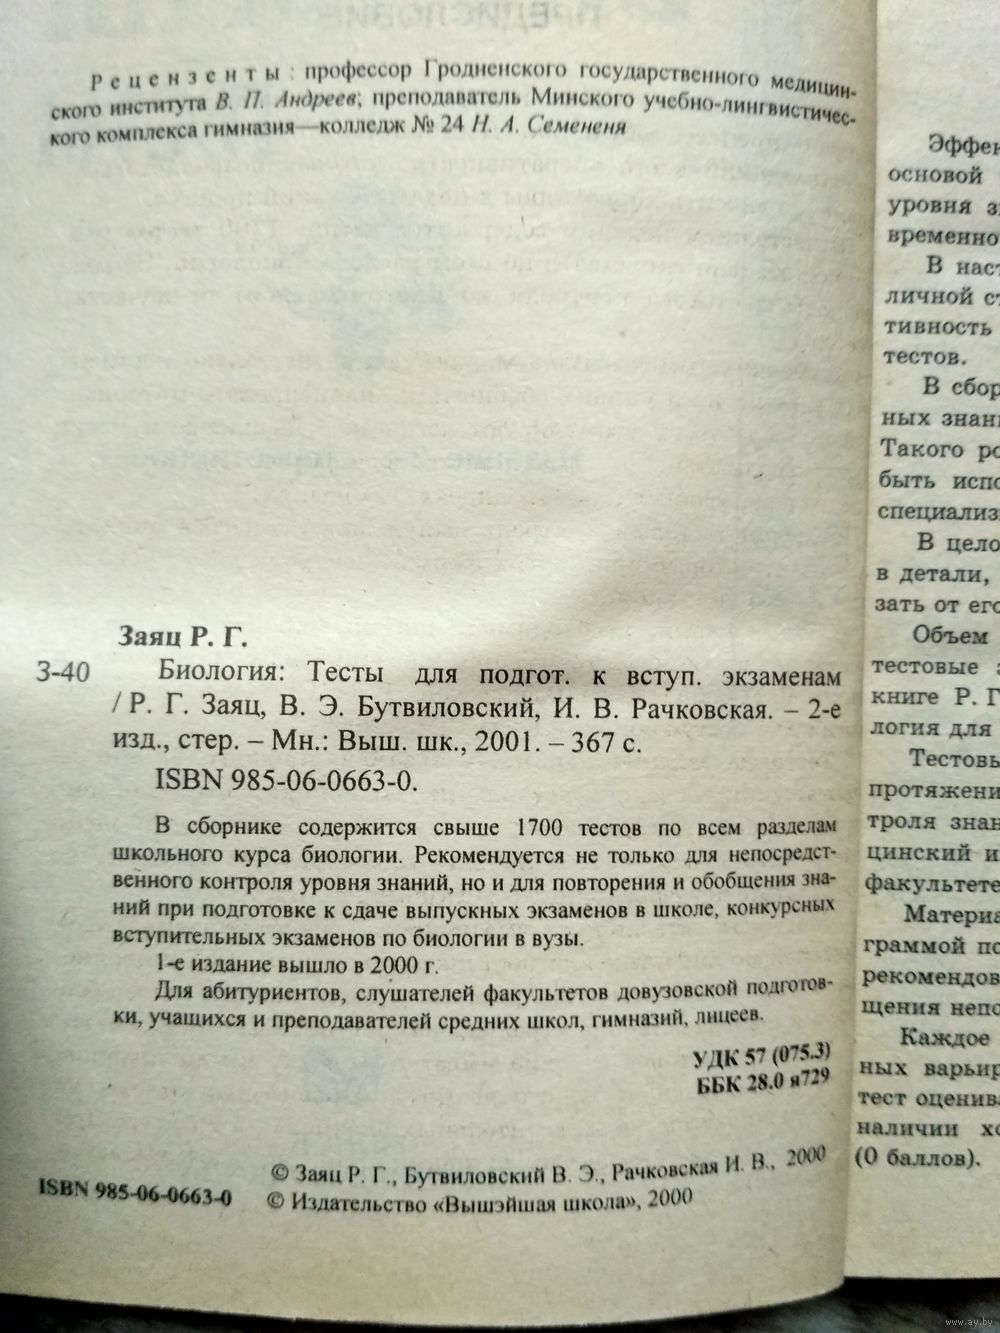 Рецензенты: профессор Гродненского государственного медицин-
ского института В. П. Андреев; преподаватель Минского учебно-лингвистичес-
кого комплекса гимназия—колледж № 24 Н. А. Семененя
Заяц Р. Г.
З-40
Биология: Тесты для подгот. к вступ. экзаменам
/ Р. Г. Заяц, В. Э. Бутвиловский, И. В. Рачковская. – 2-е
изд., стер. – Мн.: Выш. шк., 2001. – 367 с.
ISBN 985-06-0663-0.
В сборнике содержится свыше 1700 тестов по всем разделам
школьного курса биологии. Рекомендуется не только для непосредст-
венного контроля уровня знаний, но и для повторения и обобщения зна-
ний при подготовке к сдаче выпускных экзаменов в школе, конкурсных
вступительных экзаменов по биологии в вузы.
1-е издание вышло в 2000 г.
Для абитуриентов, слушателей факультетов довузовской подготов-
ки, учащихся и преподавателей средних школ, гимназий, лицеев.
УДК 57 (075.3)
ББК 28.0 я729
© Заяц Р. Г., Бутвиловский В. Э., Рачковская И. В., 2000
ISBN 985-06-0663-0
© Издательство «Вышэйшая школа», 2000
Эффен
основой
уровня з
временно
В наст
личной ст
тивность
тестов.
В сбор
ных знани
Такого ро
быть испо
специализ
В цело
в детали,
зать от его
Объем
тестовые
книге Р. Г
логия для
Тестовы
протяжени
троля знан
цинский и
факультете
Материа
граммой по
рекомендов
щения непо
Каждое
ных варьир
тест оценива
наличии хо
(0 баллов).
www.ay.by